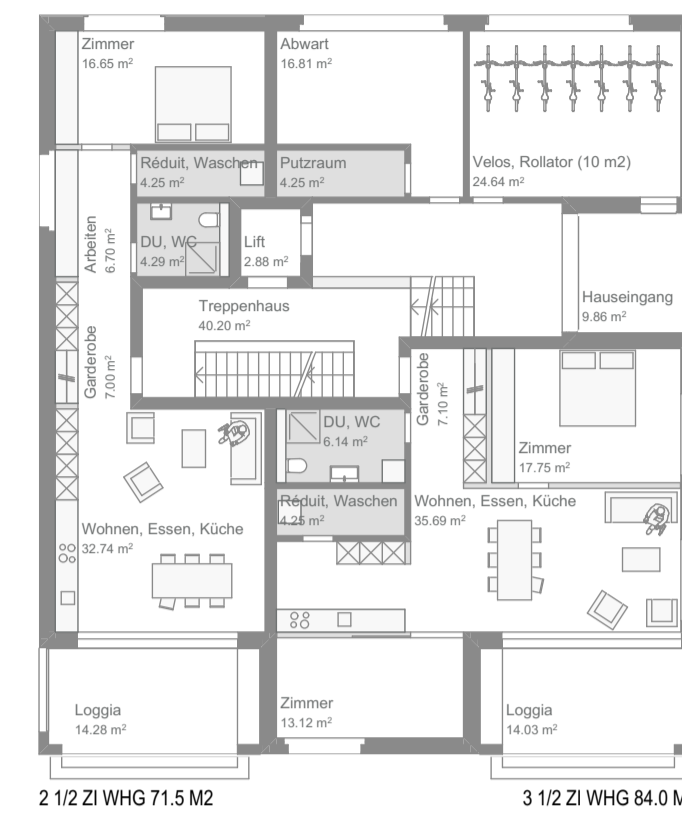 Zimmer
16.65 m²
Abwart
16.81 m²
Velos, Rollator (10 m2)
24.64 m²
Réduit, Waschen
4.25 m²
Putzraum
4.25 m²
Arbeiten
6.70 m²
DU, WC
4.29 m²
Lift
2.88 m²
Treppenhaus
40.20 m²
Hauseingang
9.86 m²
Garderobe
7.00 m²
Garderobe
7.10 m²
DU, WC
6.14 m²
Zimmer
17.75 m²
Réduit, Waschen
4.25 m²
Wohnen, Essen, Küche
35.69 m²
Wohnen, Essen, Küche
32.74 m²
Loggia
14.28 m²
Zimmer
13.12 m²
Loggia
14.03 m²
2 1/2 ZI WHG 71.5 M2
3 1/2 ZI WHG 84.0 M